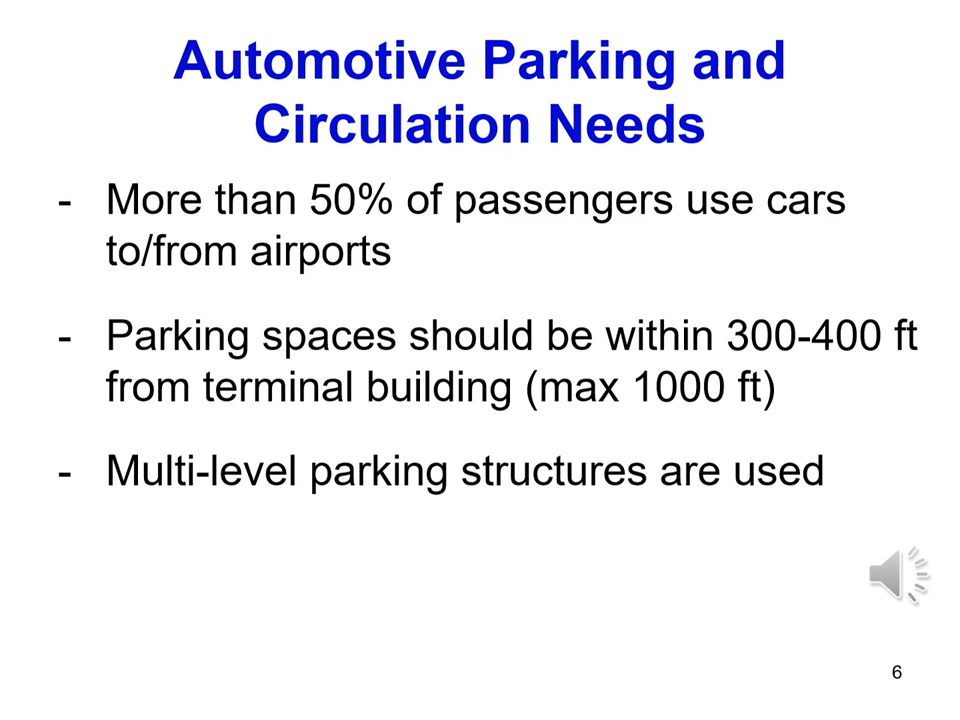 Automotive Parking and
Circulation Needs
- More than 50% of passengers use cars
to/from airports
- Parking spaces should be within 300-400 ft
from terminal building (max 1000 ft)
- Multi-level parking structures are used
6